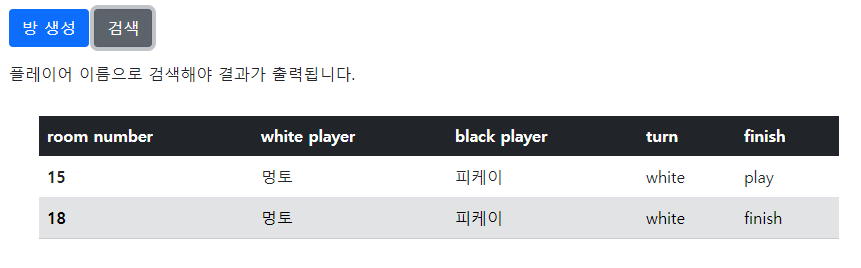 방 생성 검색
플레이어 이름으로 검색해야 결과가 출력됩니다.
room number white player black player turn finish
15 멍토 피케이 white play
18 멍토 피케이 white finish